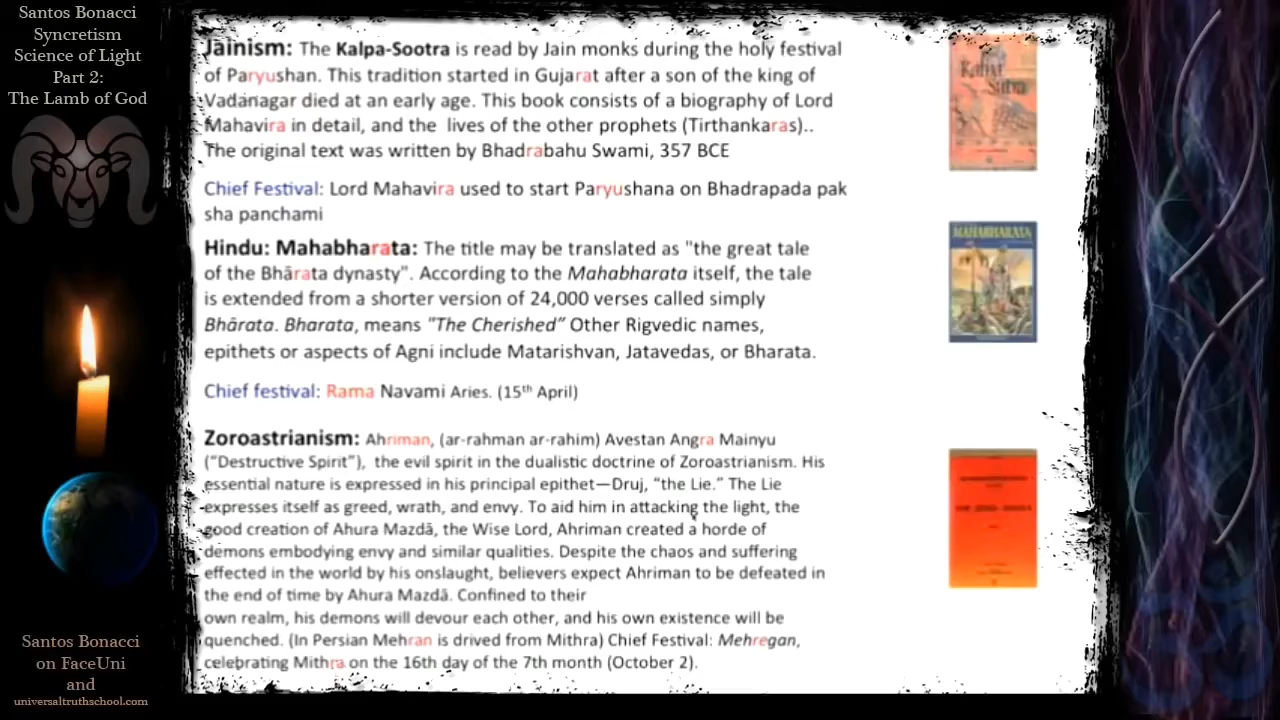 Santos Bonacci
Syncretism
Science of Light
Part 2:
The Lamb of God
Jainism: The Kalpa-Sootra is read by Jain monks during the holy festival
of Paryushan. This tradition started in Gujarat after a son of the king of
Vadanagar died at an early age. This book consists of a biography of Lord
Mahavira in detail, and the lives of the other prophets (Tirthankaras)..
The original text was written by Bhadrabahu Swami, 357 BCE
Chief Festival: Lord Mahavira used to start Paryushana on Bhadrapada pak
sha panchami
Hindu: Mahabharata: The title may be translated as "the great tale
of the Bhārata dynasty". According to the Mahabharata itself, the tale
is extended from a shorter version of 24,000 verses called simply
Bhārata. Bharata, means "The Cherished" Other Rigvedic names,
epithets or aspects of Agni include Matarishvan, Jatavedas, or Bharata.
Chief festival: Rama Navami Aries. (15th April)
Zoroastrianism: Ahriman, (ar-rahman ar-rahim) Avestan Angra Mainyu
(“Destructive Spirit”), the evil spirit in the dualistic doctrine of Zoroastrianism. His
essential nature is expressed in his principal epithet—Druj, “the Lie.” The Lie
expresses itself as greed, wrath, and envy. To aid him in attacking the light, the
good creation of Ahura Mazdā, the Wise Lord, Ahriman created a horde of
demons embodying envy and similar qualities. Despite the chaos and suffering
effected in the world by his onslaught, believers expect Ahriman to be defeated in
the end of time by Ahura Mazdā. Confined to their
own realm, his demons will devour each other, and his own existence will be
quenched. (In Persian Mehran is drived from Mithra) Chief Festival: Mehregan,
celebrating Mithra on the 16th day of the 7th month (October 2).
Kalpa
Sutra
MAHABHARATA
Santos Bonacci
on FaceUni
and
universaltruthschool.com